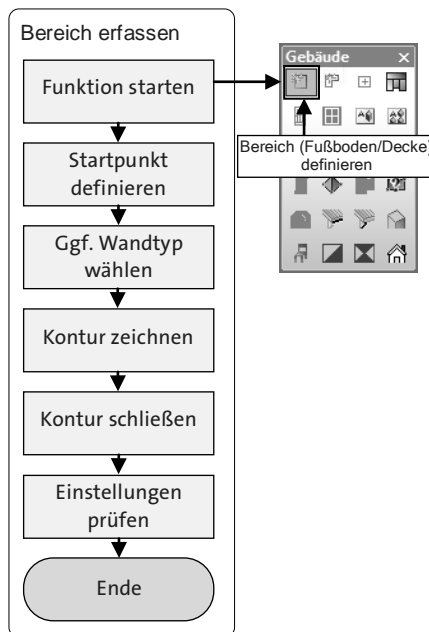 Bereich erfassen
Funktion starten
Startpunkt
definieren
Ggf. Wandtyp
wählen
Kontur zeichnen
Kontur schließen
Einstellungen
prüfen
Ende
Gebäude
Bereich (Fußboden/Decke)
definieren